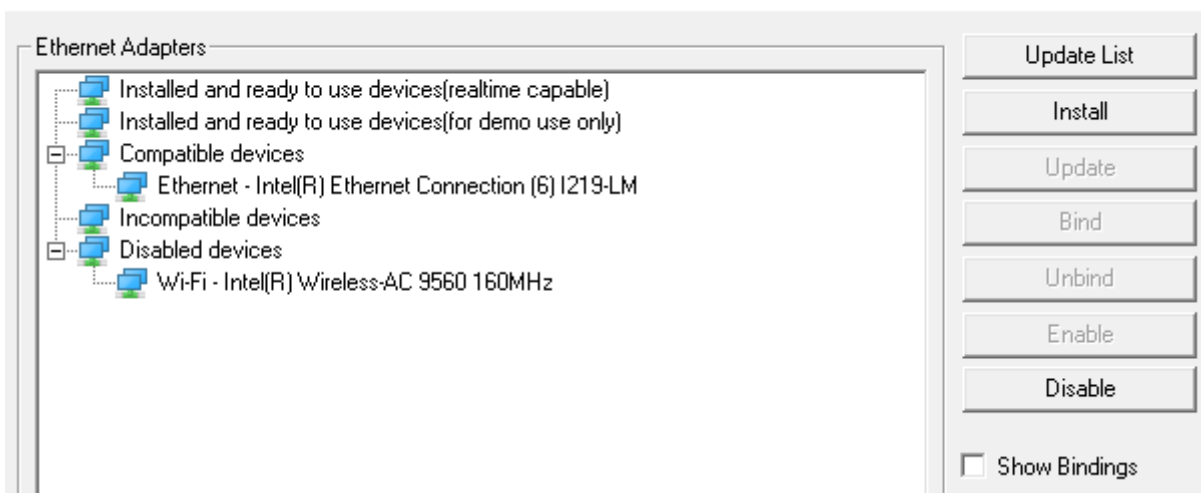 Ethernet Adapters
Installed and ready to use devices(realtime capable)
Installed and ready to use devices(for demo use only)
Compatible devices
Ethernet - Intel(R) Ethernet Connection (6) I219-LM
Incompatible devices
Disabled devices
Wi-Fi - Intel(R) Wireless-AC 9560 160MHz
Update List
Install
Update
Bind
Unbind
Enable
Disable
Show Bindings